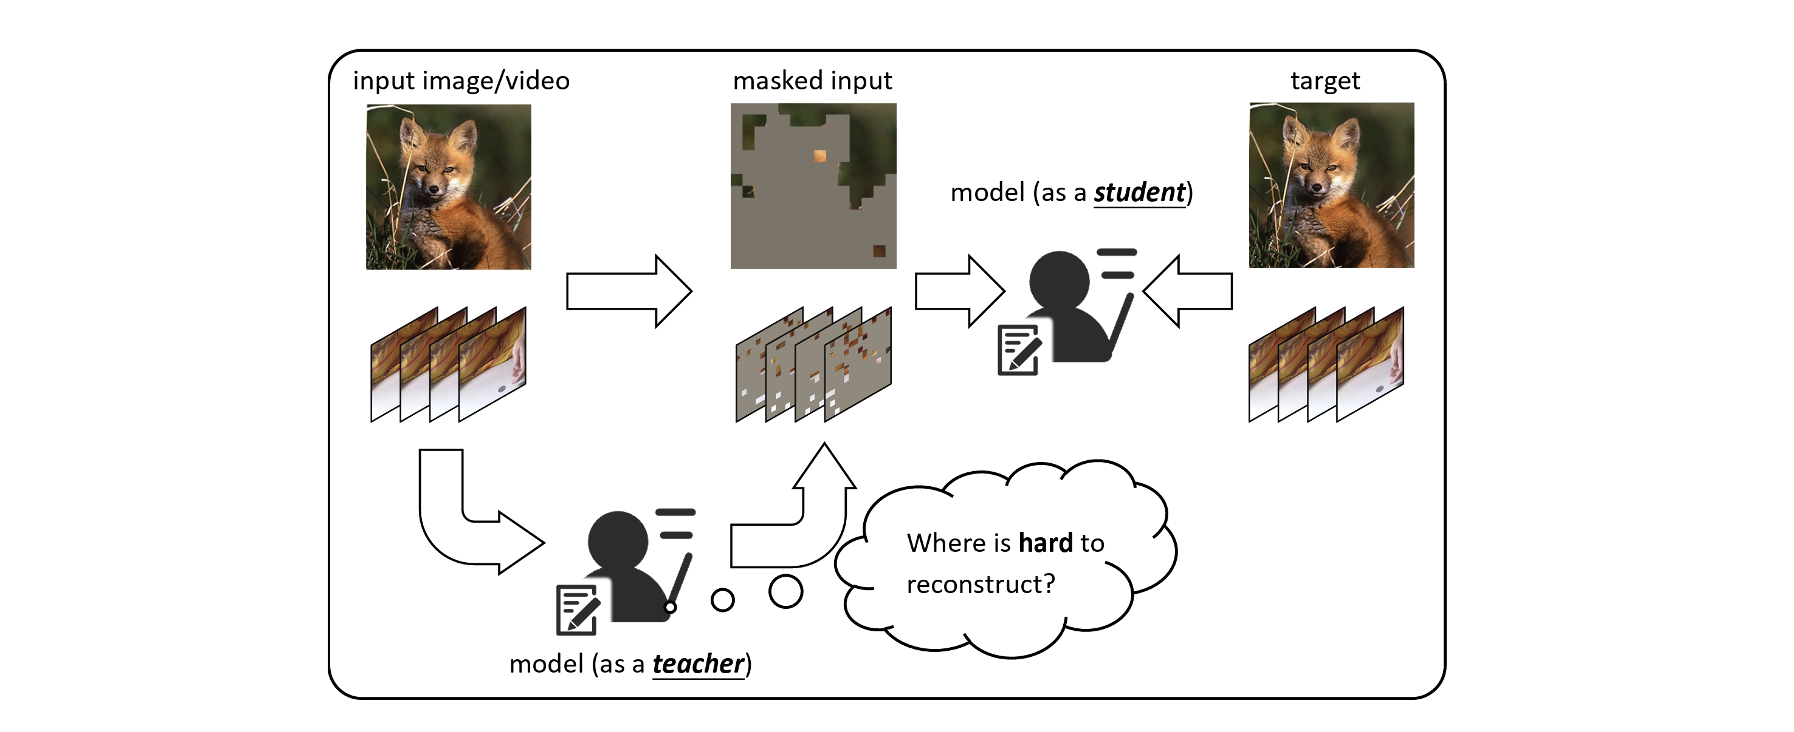 input image/video
masked input
target
model (as a student)
Where is hard to
reconstruct?
model (as a teacher)